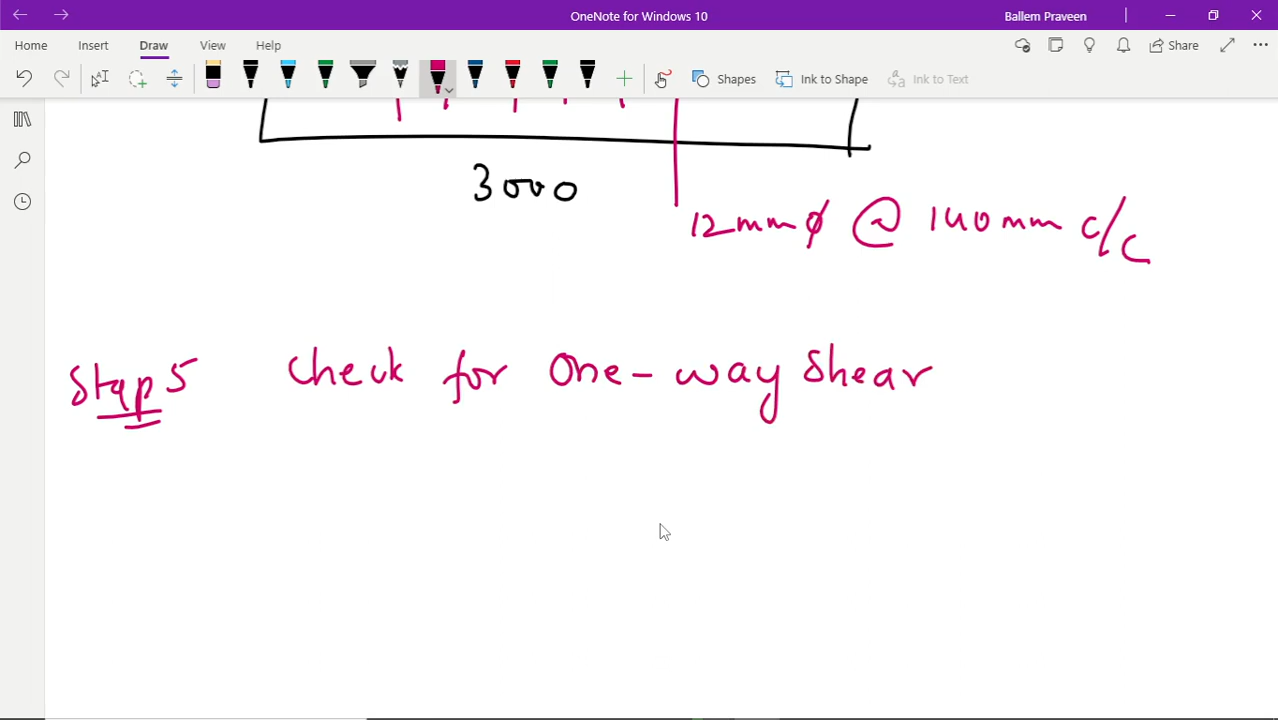 OneNote for Windows 10
Ballem Praveen
Home Insert Draw View Help
Share
Shapes Ink to Shape Ink to Text
3000
12mmφ @ 140mm c/c
Step 5 Check for One-way Shear